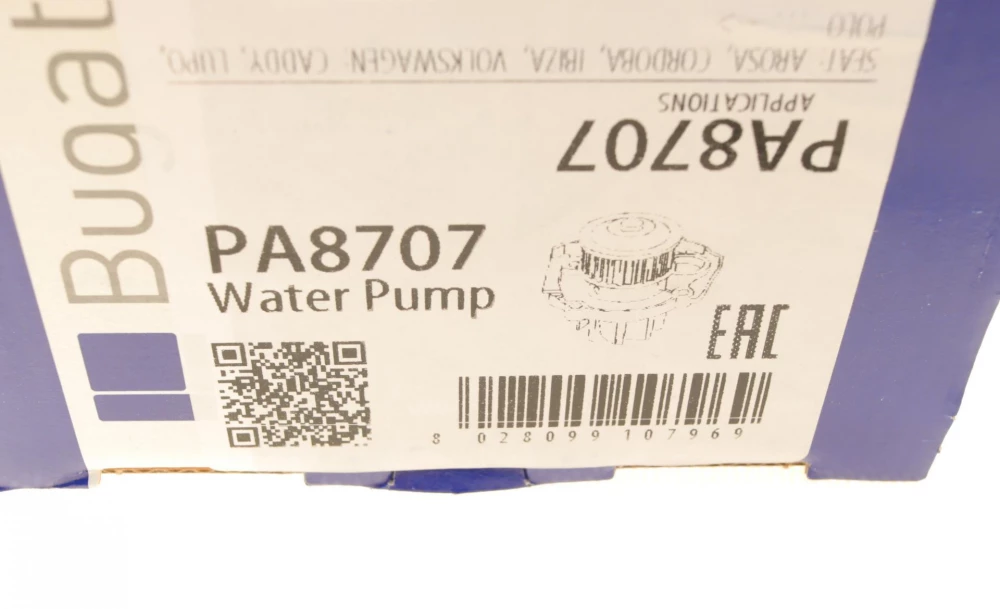 Bugat
PA8707
Water Pump
EAC
8 028099 107969
PA8707
APPLICATIONS
SEAT: AROSA, CORDOBA, IBIZA, VOLKSWAGEN: CADDY, LUPO,
POLO